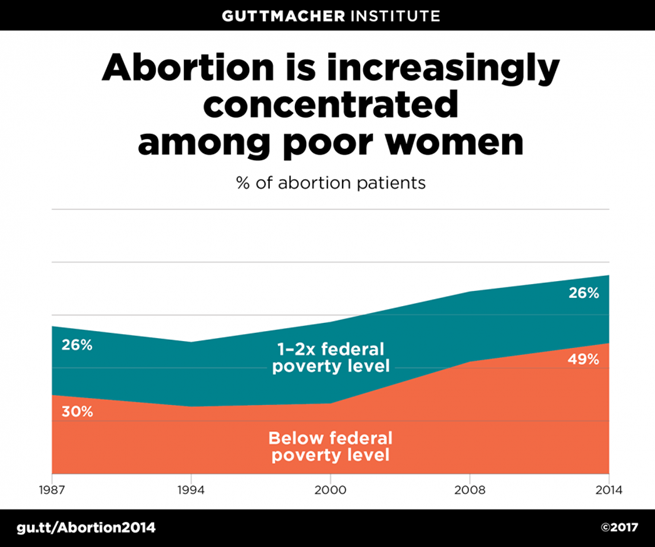 GUTTMACHER INSTITUTE
Abortion is increasingly
concentrated
among poor women
% of abortion patients
26%
26%
1–2x federal
poverty level
49%
30%
Below federal
poverty level
1987
1994
2000
2008
2014
gu.tt/Abortion2014
©2017